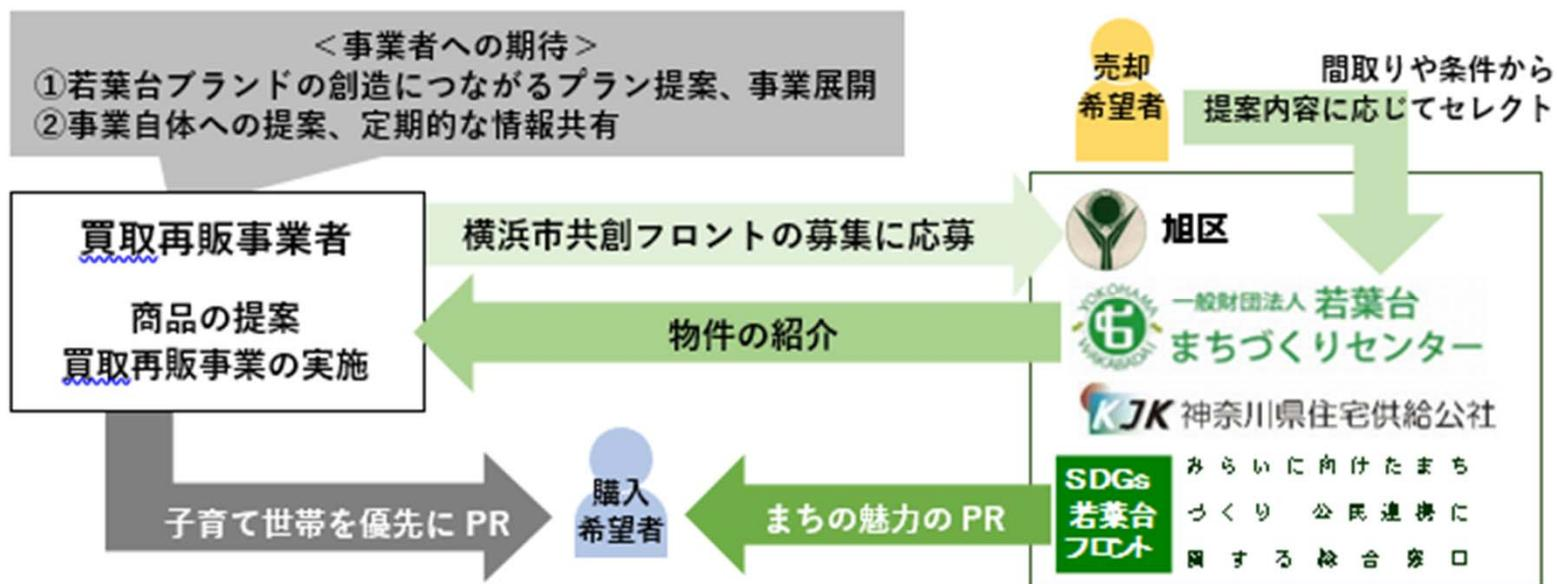 ＜事業者への期待＞
①若葉台ブランドの創造につながるプラン提案、事業展開
②事業自体への提案、定期的な情報共有
売却
希望者
間取りや条件から
提案内容に応じてセレクト
買取再販事業者
商品の提案
買取再販事業の実施
横浜市共創フロントの募集に応募
物件の紹介
旭区
YOKOHAMA
WAKABADAI
一般財団法人 若葉台
まちづくりセンター
KJK 神奈川県住宅供給公社
子育て世帯を優先に PR
購入
希望者
まちの魅力の PR
SDGs
若葉台
フロント
みらいに向けたまち
づくり 公民連携に
関する総合窓口